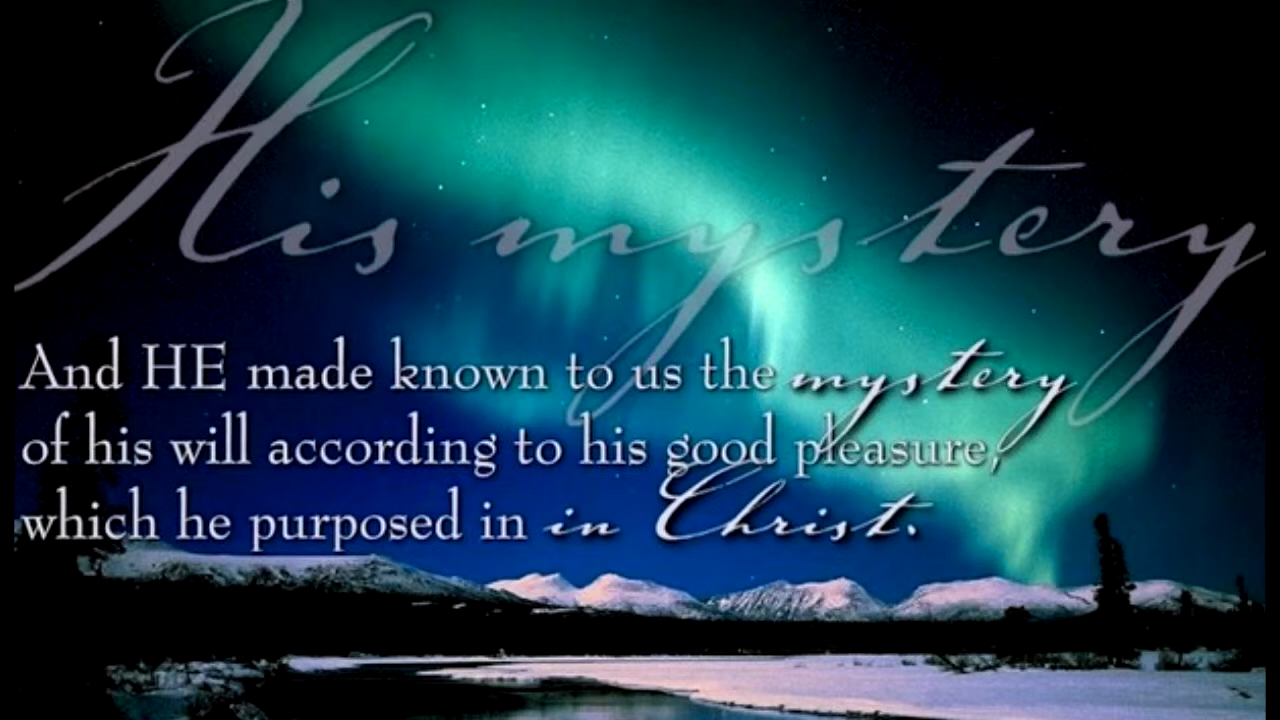 His mystery
And HE made known to us the mystery
of his will according to his good pleasure,
which he purposed in in Christ.